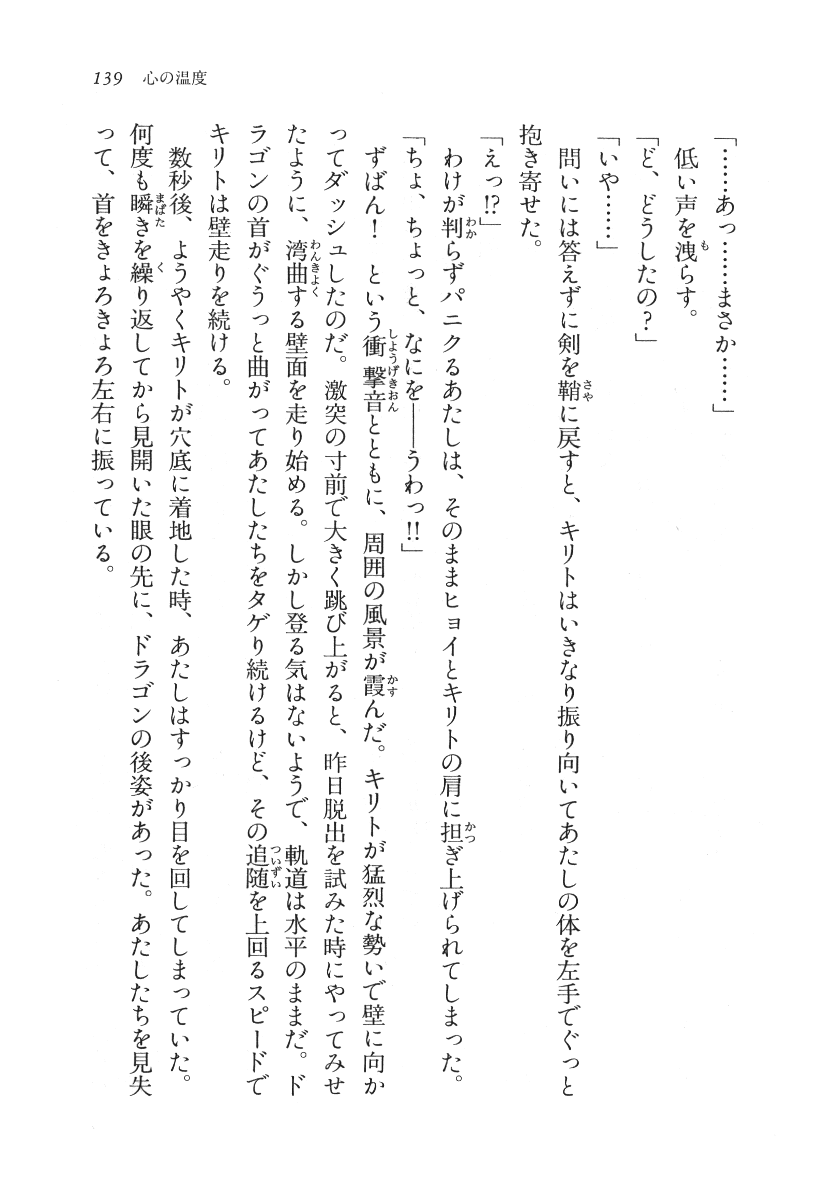 139 心の温度
「……あっ……まさか……」
低い声を洩らす。
「ど、どうしたの?」
「いや……」
問いには答えずに剣を鞘に戻すと、キリトはいきなり振り向いてあたしの体を左手でぐっと
抱き寄せた。
「えっ!?」
わけが判らずパニクるあたしは、そのままヒョイとキリトの肩に担ぎ上げられてしまった。
「ちょ、ちょっと、なにを――うわっ!!」
ずばん! という衝撃音とともに、周囲の風景が霞んだ。キリトが猛烈な勢いで壁に向か
ってダッシュしたのだ。激突の寸前で大きく跳び上がると、昨日脱出を試みた時にやってみせ
たように、湾曲する壁面を走り始める。しかし登る気はないようで、軌道は水平のままだ。ド
ラゴンの首がぐうっと曲がってあたしたちをタゲり続けるけど、その追随を上回るスピードで
キリトは壁走りを続ける。
数秒後、ようやくキリトが穴底に着地した時、あたしはすっかり目を回してしまっていた。
何度も瞬きを繰り返してから見開いた眼の先に、ドラゴンの後姿があった。あたしたちを見失
って、首をきょろきょろ左右に振っている。